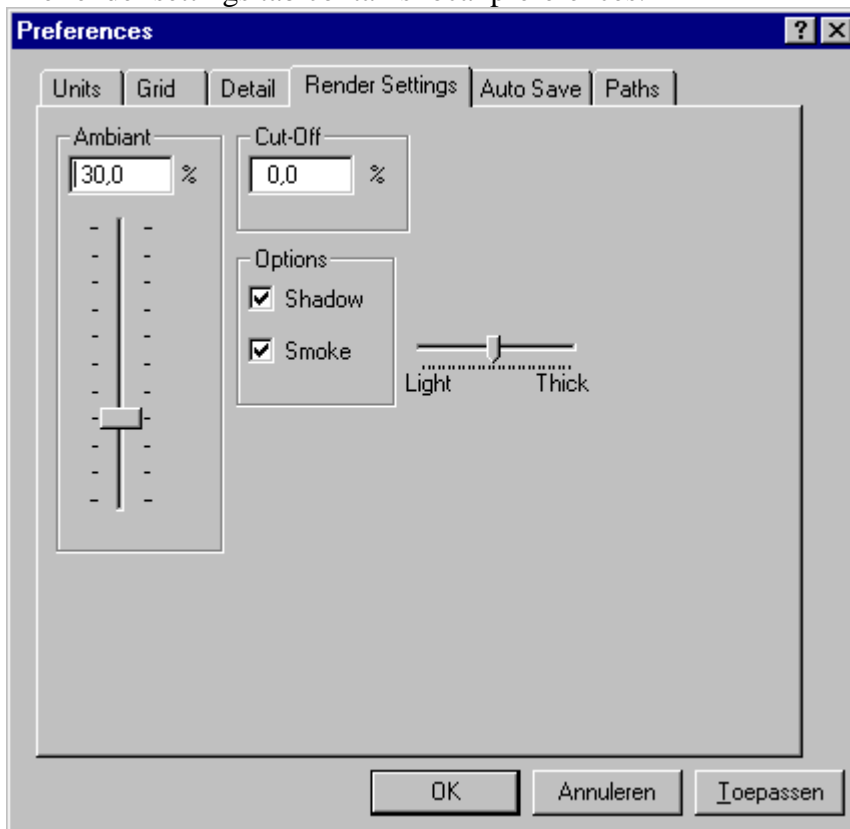 Preferences
Units Grid Detail Render Settings Auto Save Paths
Ambiant
30,0 %
Cut-Off
0,0 %
Options
Shadow
Smoke
Light Thick
OK Annuleren Toepassen